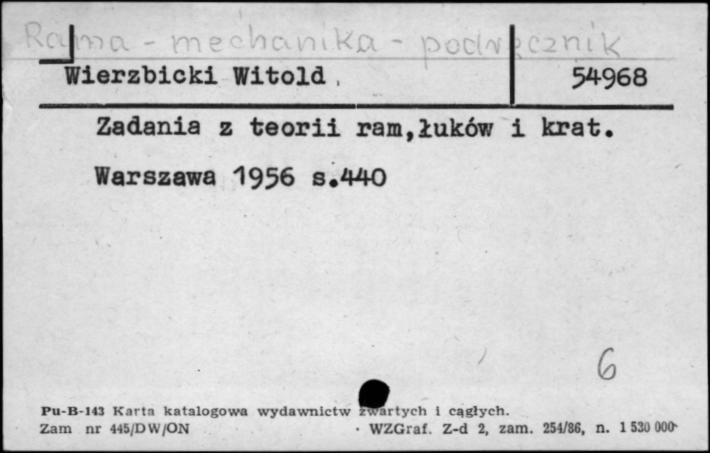 Rama - mechanika - podręcznik
Wierzbicki Witold
54968
Zadania z teorii ram,łuków i krat.
Warszawa 1956 s.440
6
Pu-B-143 Karta katalogowa wydawnictw zwartych i cągłych.
Zam nr 445/DW/ON · WZGraf. Z-d 2, zam. 254/86, n. 1 530 000